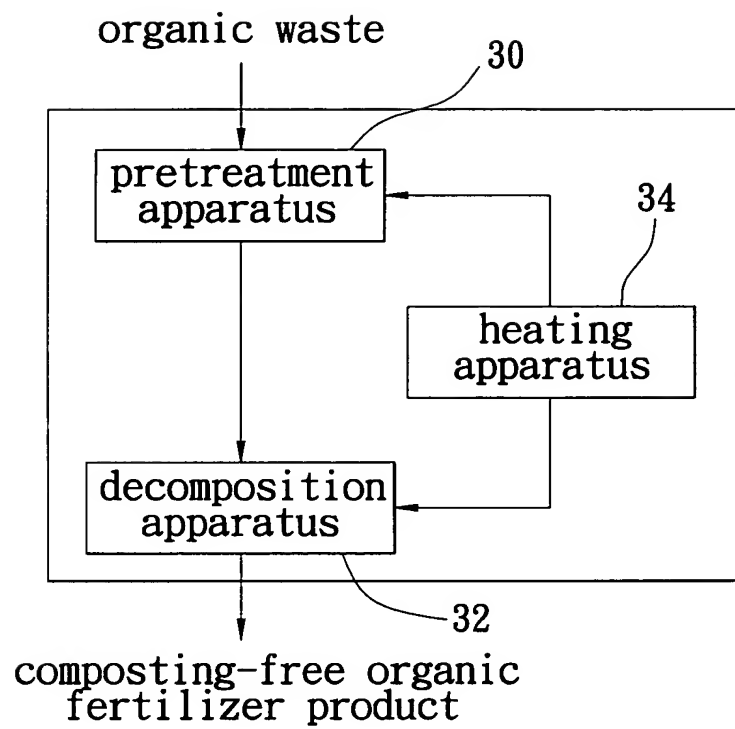 organic waste
30
pretreatment
apparatus
34
heating
apparatus
decomposition
apparatus
32
composting-free organic
fertilizer product